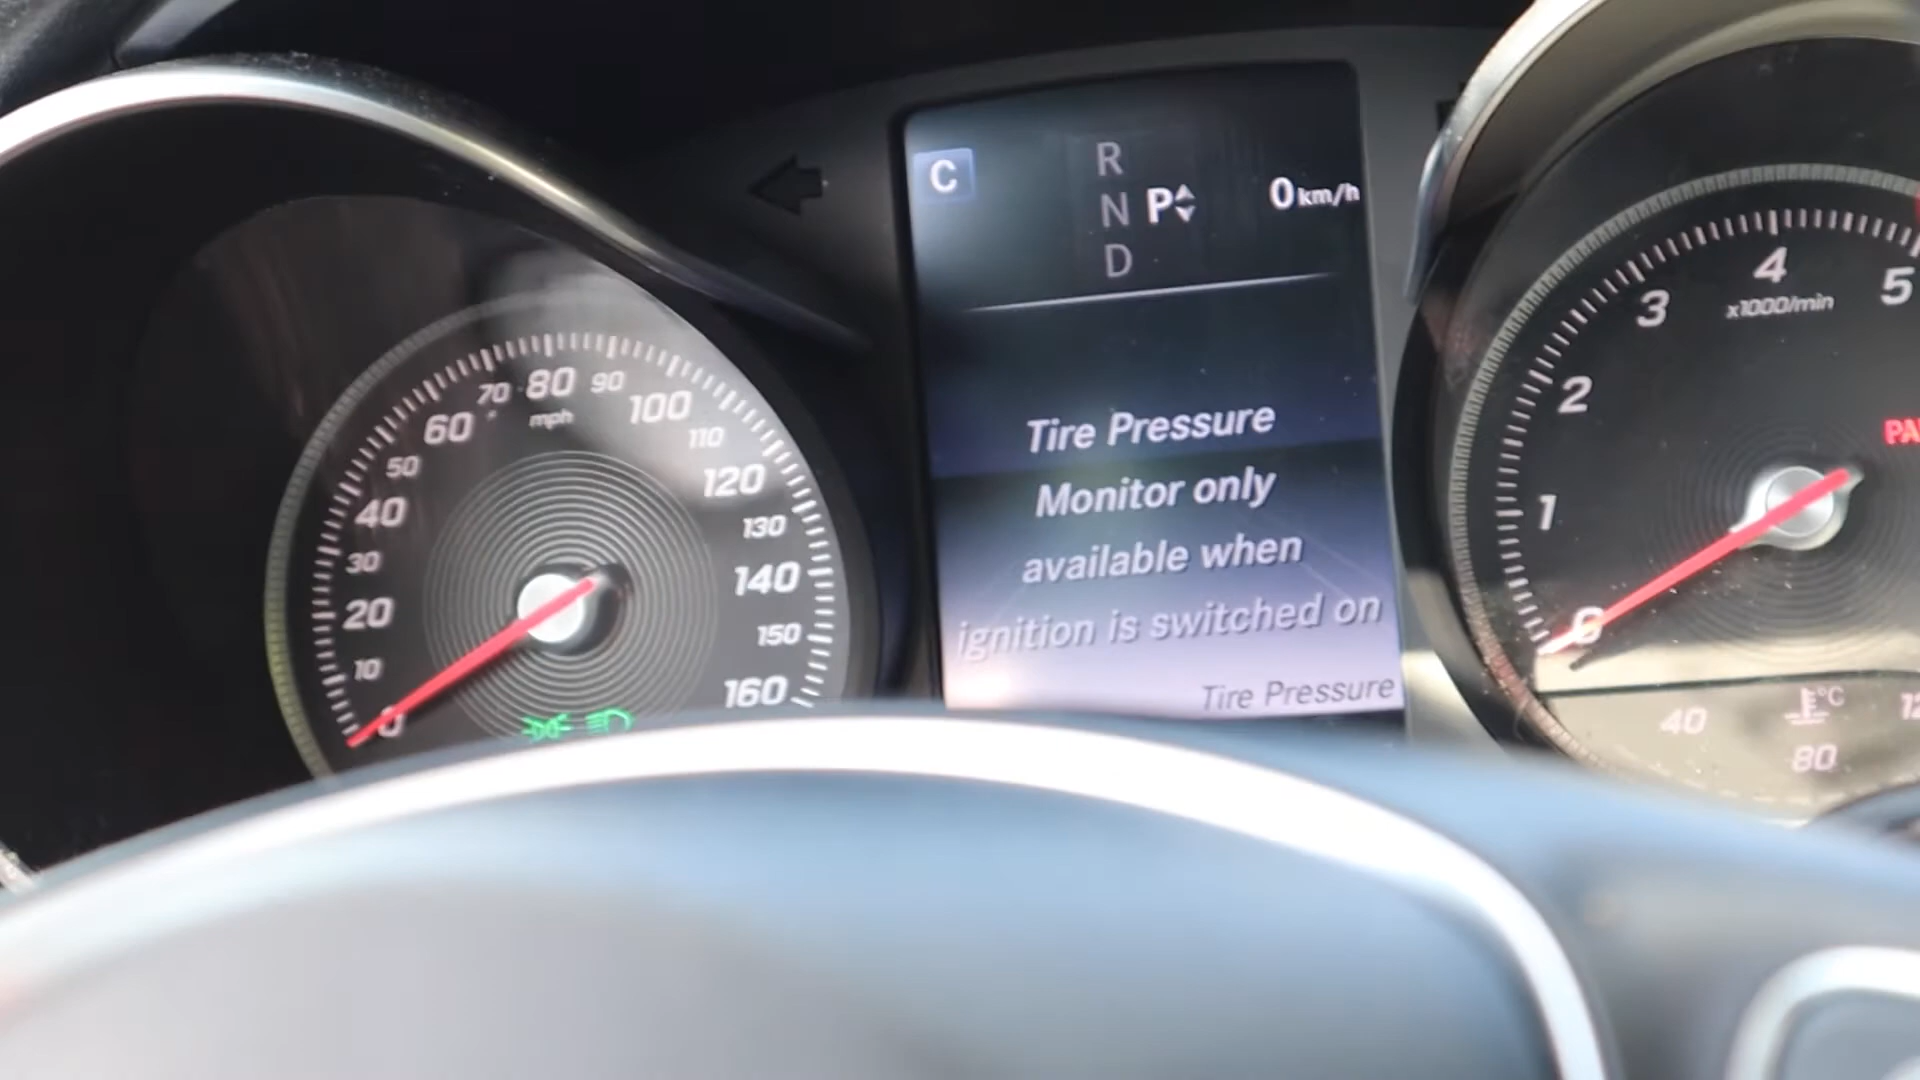 C
R
N P
D
0 km/h
Tire Pressure
Monitor only
available when
ignition is switched on
Tire Pressure
0
10
20
30
40
50
60
70
80
90
100
110
120
130
140
150
160
mph
0
1
2
3
4
5
x1000/min
40
°C
80